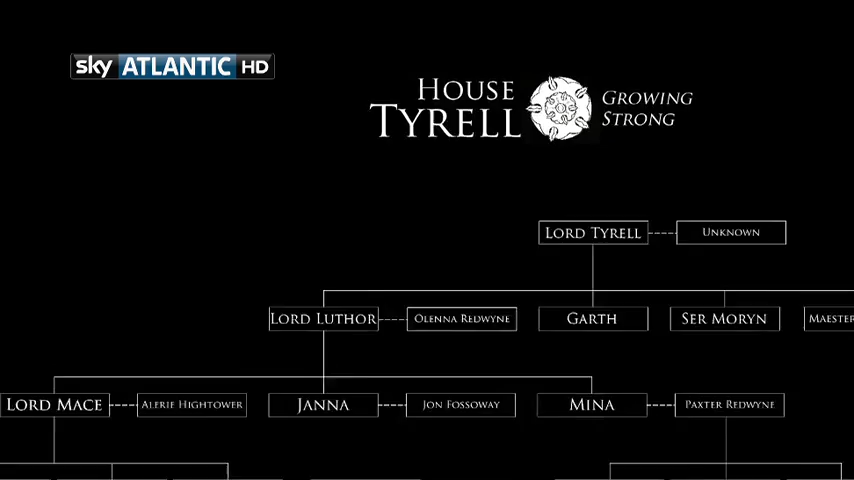 sky ATLANTIC HD
HOUSE
TYRELL
GROWING
STRONG
LORD TYRELL
UNKNOWN
LORD LUTHOR
OLENNA REDWYNE
GARTH
SER MORYN
MAESTER
LORD MACE
ALERIE HIGHTOWER
JANNA
JON FOSSOWAY
MINA
PAXTER REDWYNE